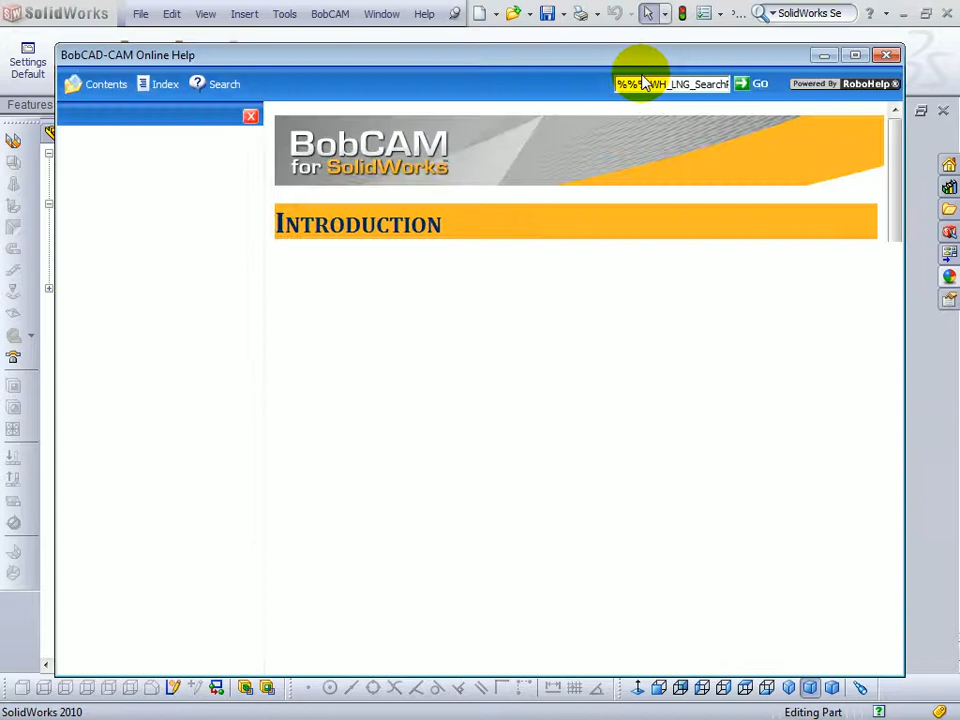 SolidWorks File Edit View Insert Tools BobCAM Window Help SolidWorks Se
Settings
Default
BobCAD-CAM Online Help
Contents Index Search GO Powered By RoboHelp
Features
BobCAM
for SolidWorks
INTRODUCTION
SolidWorks 2010 Editing Part